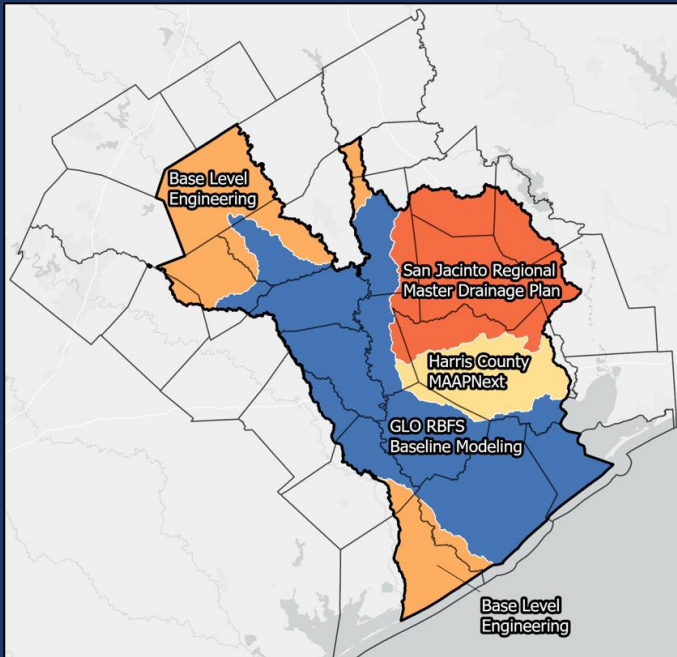 Base Level
Engineering
San Jacinto Regional
Master Drainage Plan
Harris County
MAAPNext
GLO RBFS
Baseline Modeling
Base Level
Engineering